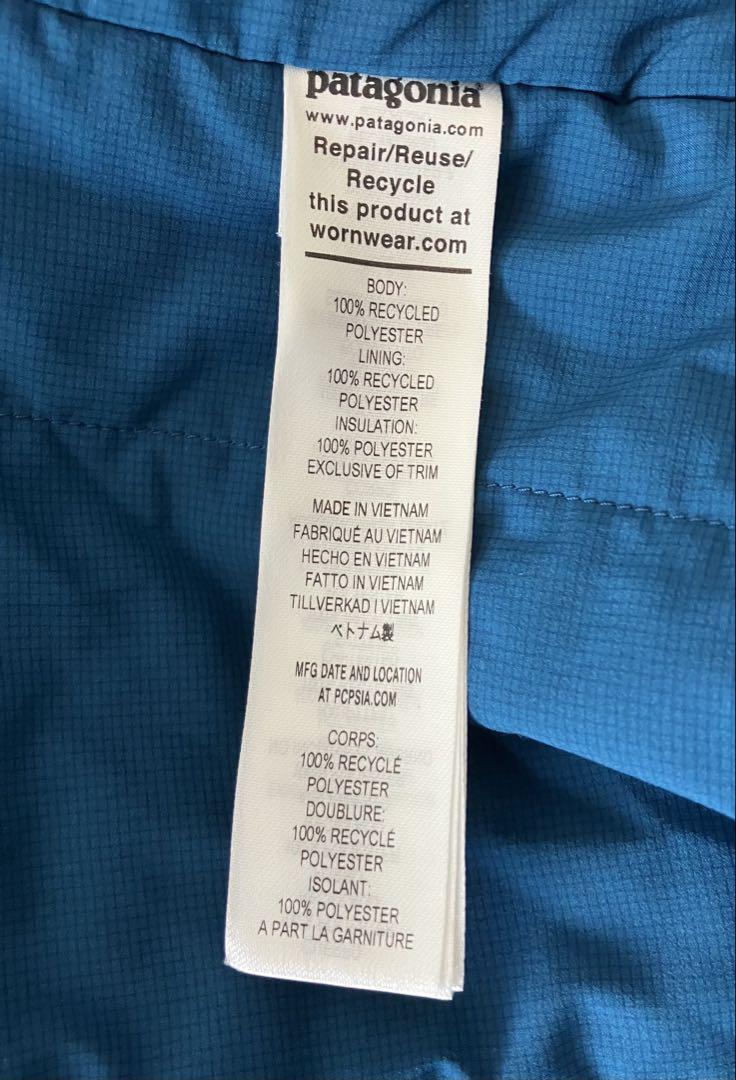 patagonia®
www.patagonia.com
Repair/Reuse/
Recycle
this product at
wornwear.com
BODY:
100% RECYCLED
POLYESTER
LINING:
100% RECYCLED
POLYESTER
INSULATION:
100% POLYESTER
EXCLUSIVE OF TRIM
MADE IN VIETNAM
FABRIQUÉ AU VIETNAM
HECHO EN VIETNAM
FATTO IN VIETNAM
TILLVERKAD I VIETNAM
ベトナム製
MFG DATE AND LOCATION
AT PCPSIA.COM
CORPS:
100% RECYCLÉ
POLYESTER
DOUBLURE:
100% RECYCLÉ
POLYESTER
ISOLANT:
100% POLYESTER
A PART LA GARNITURE